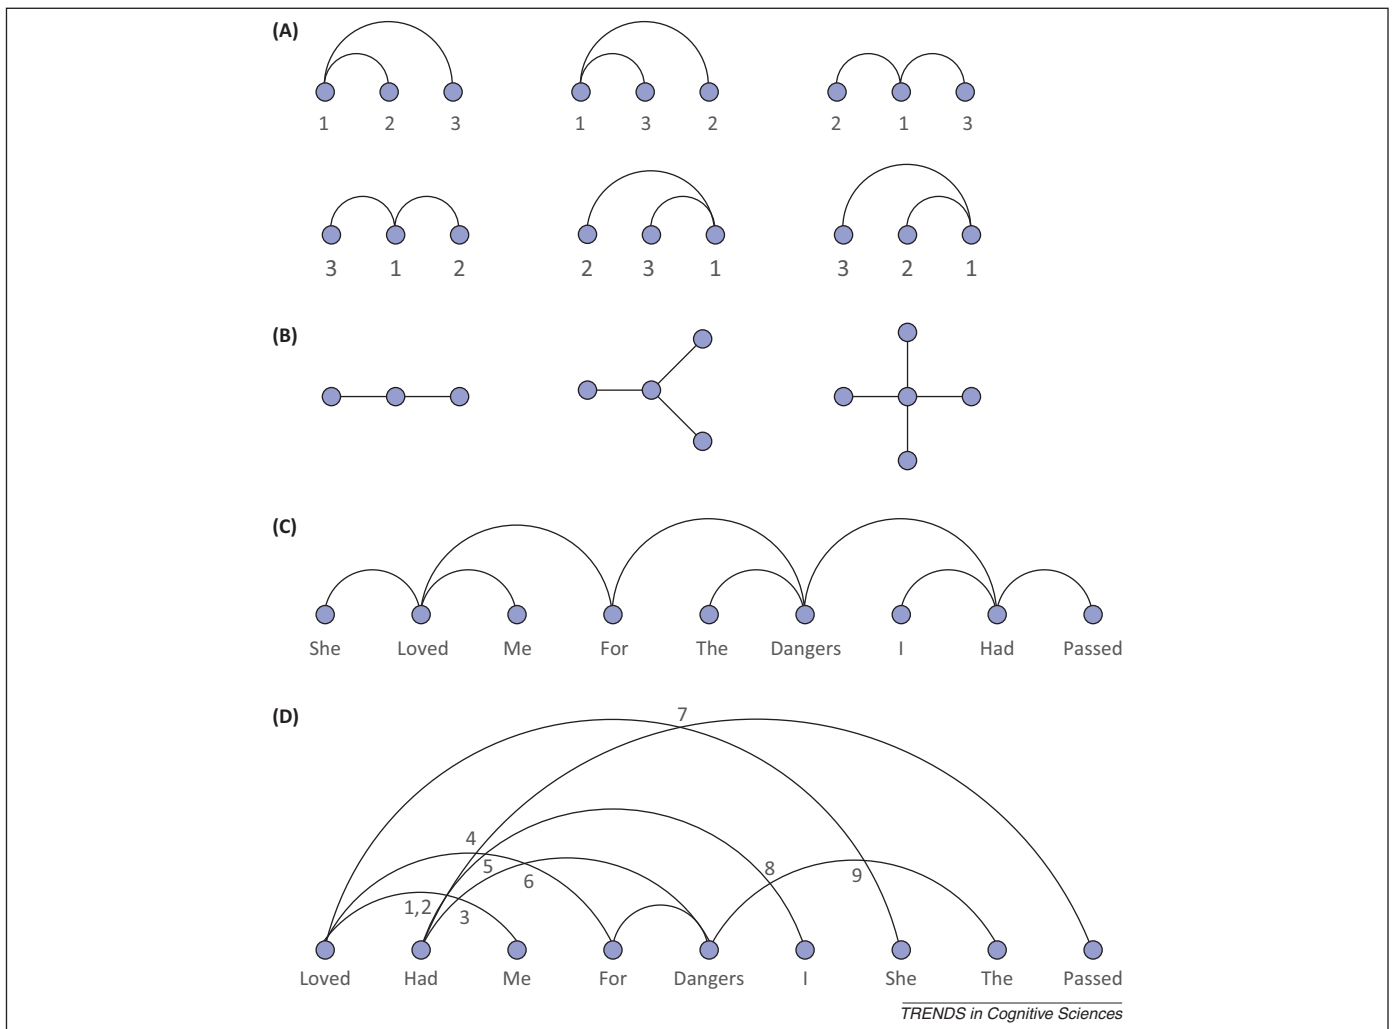 (A)
1 2 3 1 3 2 2 1 3
3 1 2 2 3 1 3 2 1
(B)
(C)
She Loved Me For The Dangers I Had Passed
(D)
7
4
5
8
6
9
1,2
3
Loved Had Me For Dangers I She The Passed
TRENDS in Cognitive Sciences